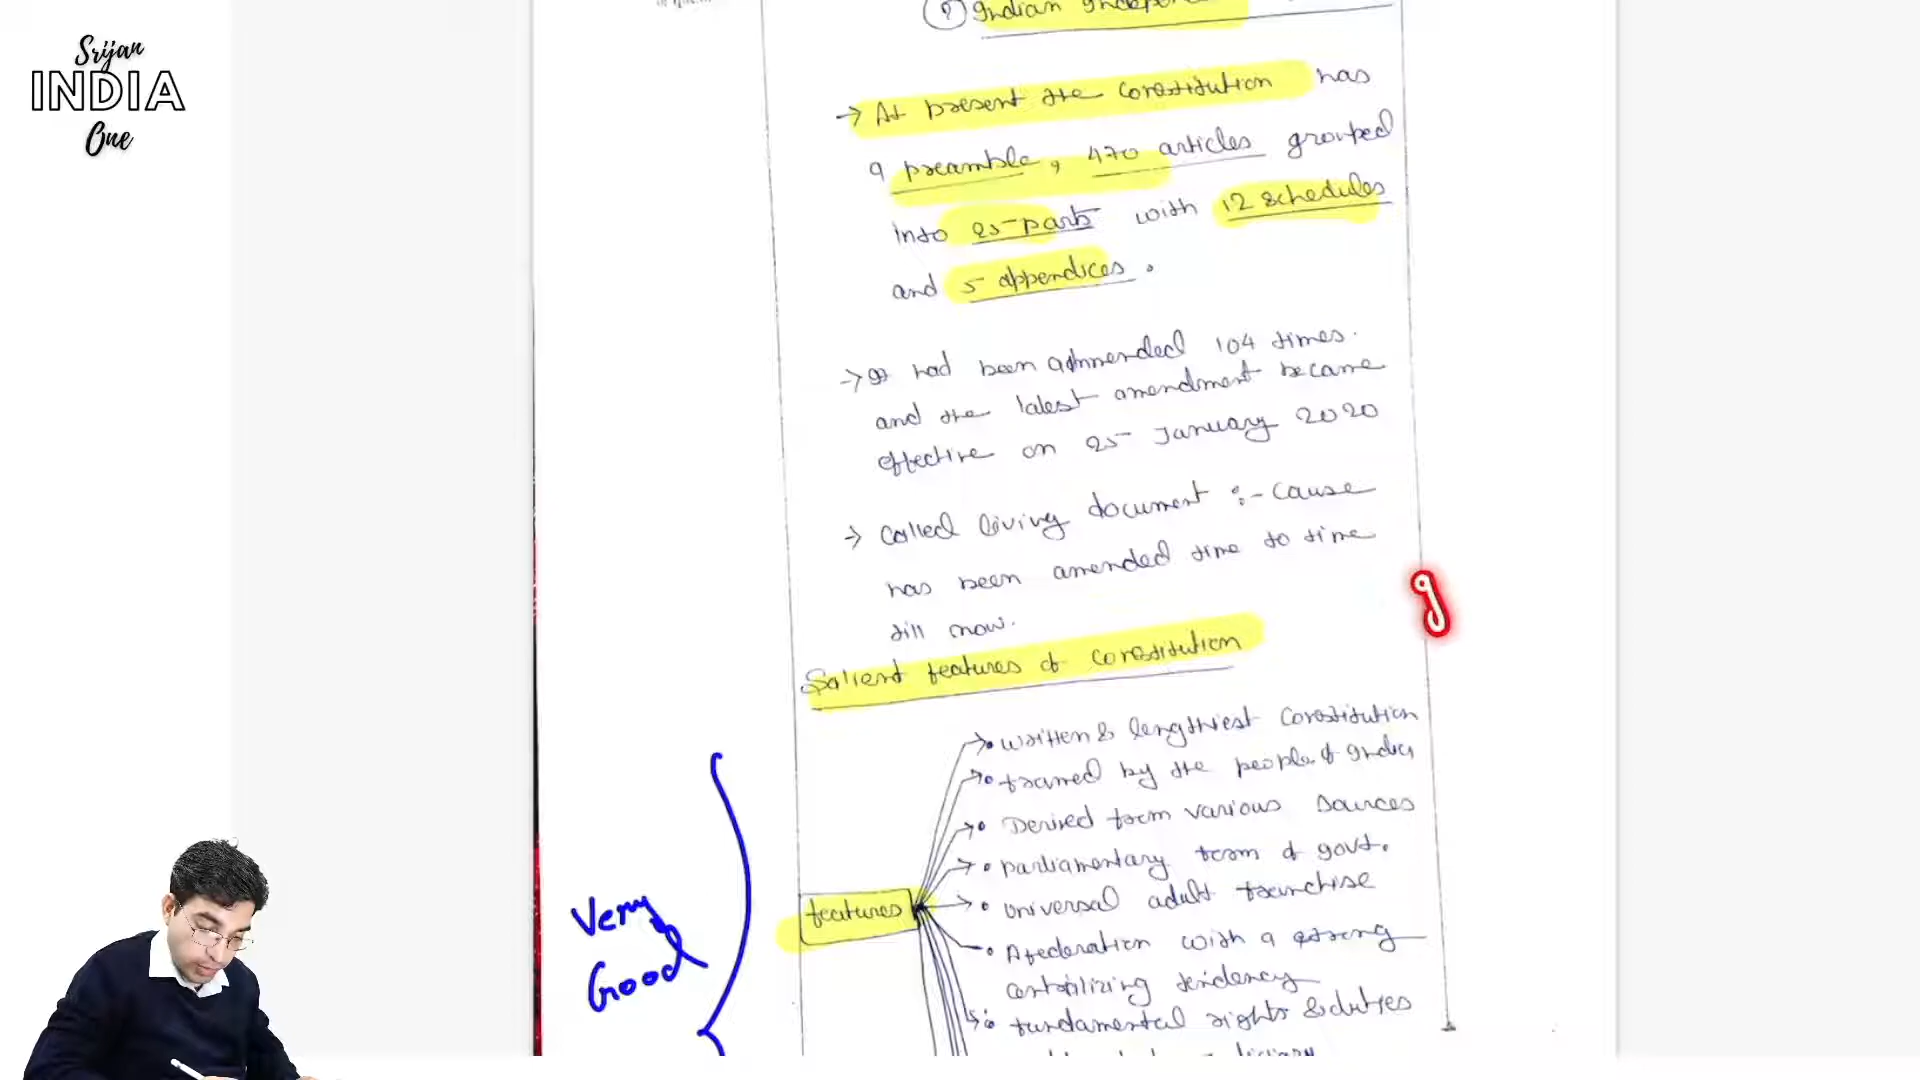 Srijan
INDIA
One
Indian
→ At present the constitution has
a preamble, 470 articles grouped
into 25 parts with 12 schedules
and 5 appendices.
→ It had been ammended 104 times.
and the latest amendment became
effective on 25 January 2020
→ Called living document :- cause
has been amended time to time
till now.
Salient features of constitution
features
• written & lengthiest constitution
• framed by the people of India
• Derived from various sources
• parliamentary form of govt.
• universal adult franchise
• A federation with a strong
centralizing tendency
• fundamental rights & duties
Very
Good